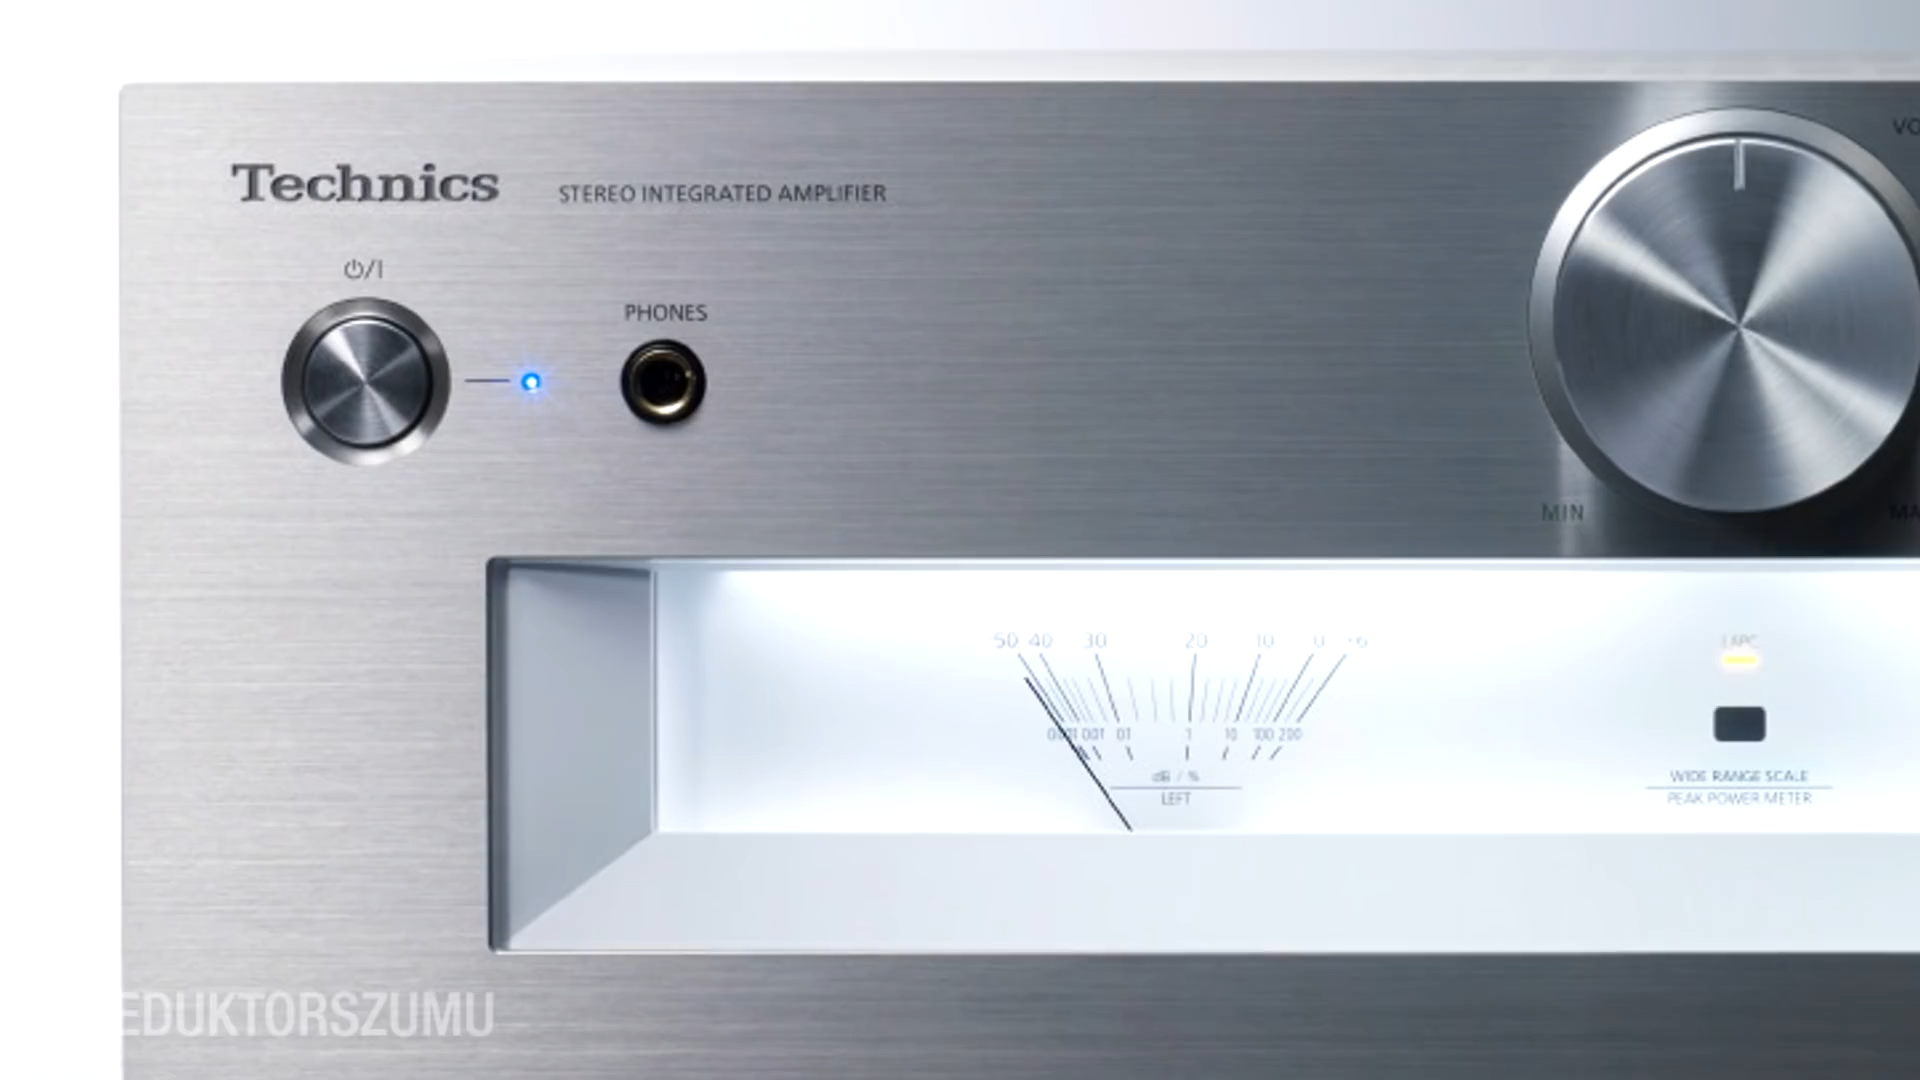 Technics STEREO INTEGRATED AMPLIFIER
⏻/I
PHONES
MIN
50 40 30 20 10 0
01 1 10 100 200
dB / %
LEFT
WIDE RANGE SCALE
PEAK POWER METER
EDUKTORSZUMU